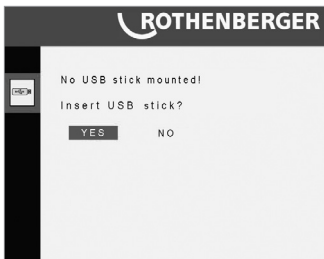 ROTHENBERGER
No USB stick mounted!
Insert USB stick?
YES NO